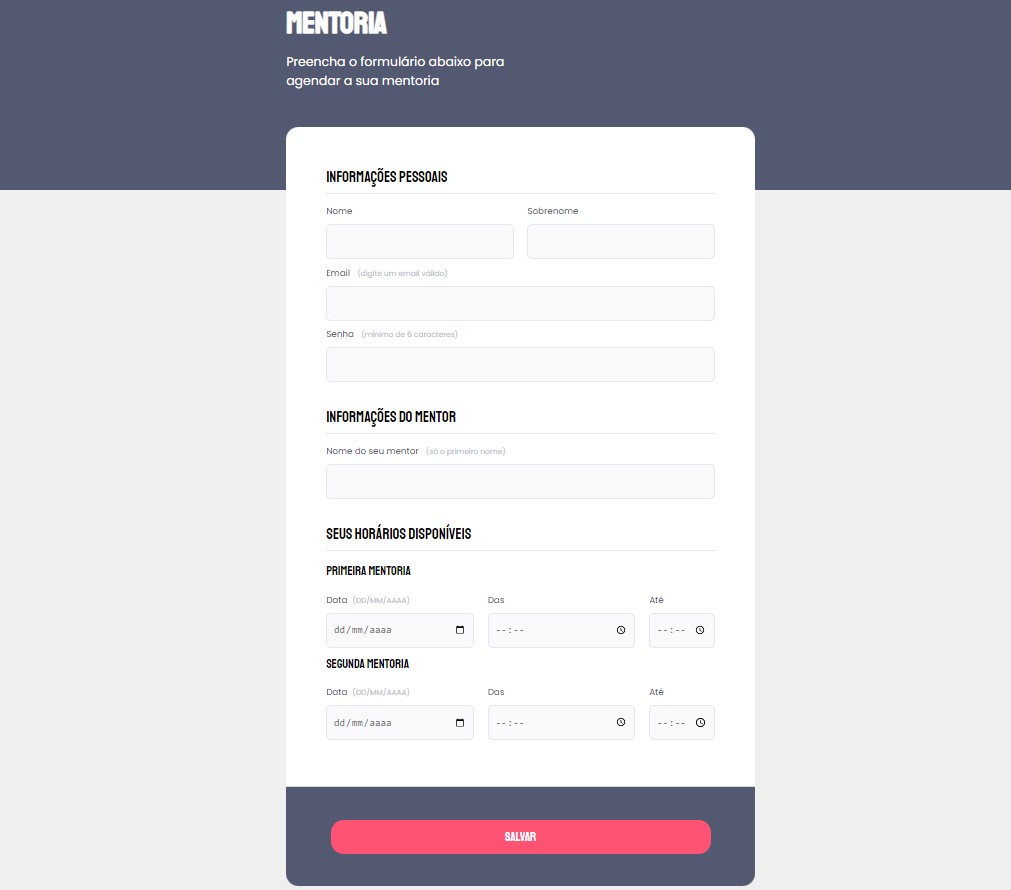 MENTORIA
Preencha o formulário abaixo para
agendar a sua mentoria
INFORMAÇÕES PESSOAIS
Nome Sobrenome
Email (digite um email válido)
Senha (mínimo de 6 caracteres)
INFORMAÇÕES DO MENTOR
Nome do seu mentor (só o primeiro nome)
SEUS HORÁRIOS DISPONÍVEIS
PRIMEIRA MENTORIA
Data (DD/MM/AAAA) Das Até
dd/mm/aaaa --:-- --:--
SEGUNDA MENTORIA
Data (DD/MM/AAAA) Das Até
dd/mm/aaaa --:-- --:--
SALVAR